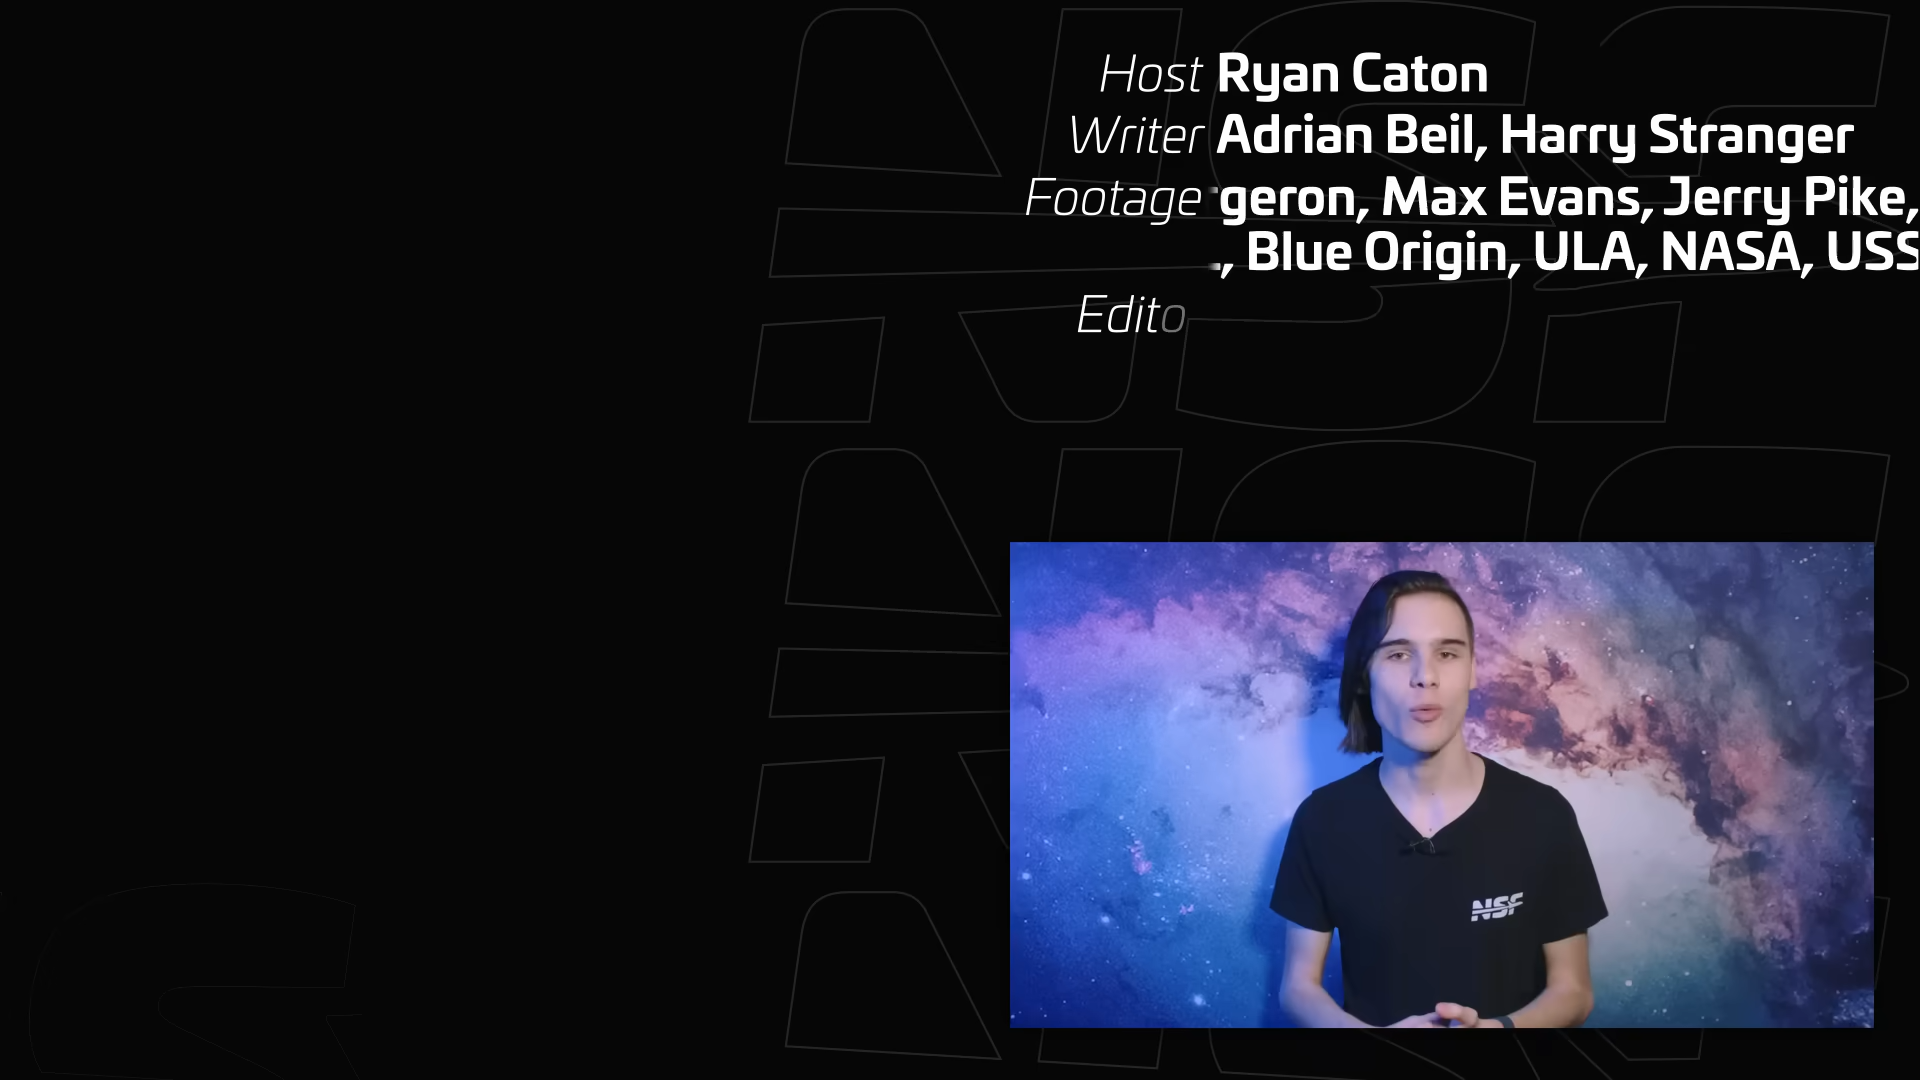 Host Ryan Caton
Writer Adrian Beil, Harry Stranger
Footage geron, Max Evans, Jerry Pike,
, Blue Origin, ULA, NASA, USS
Edito
NSF